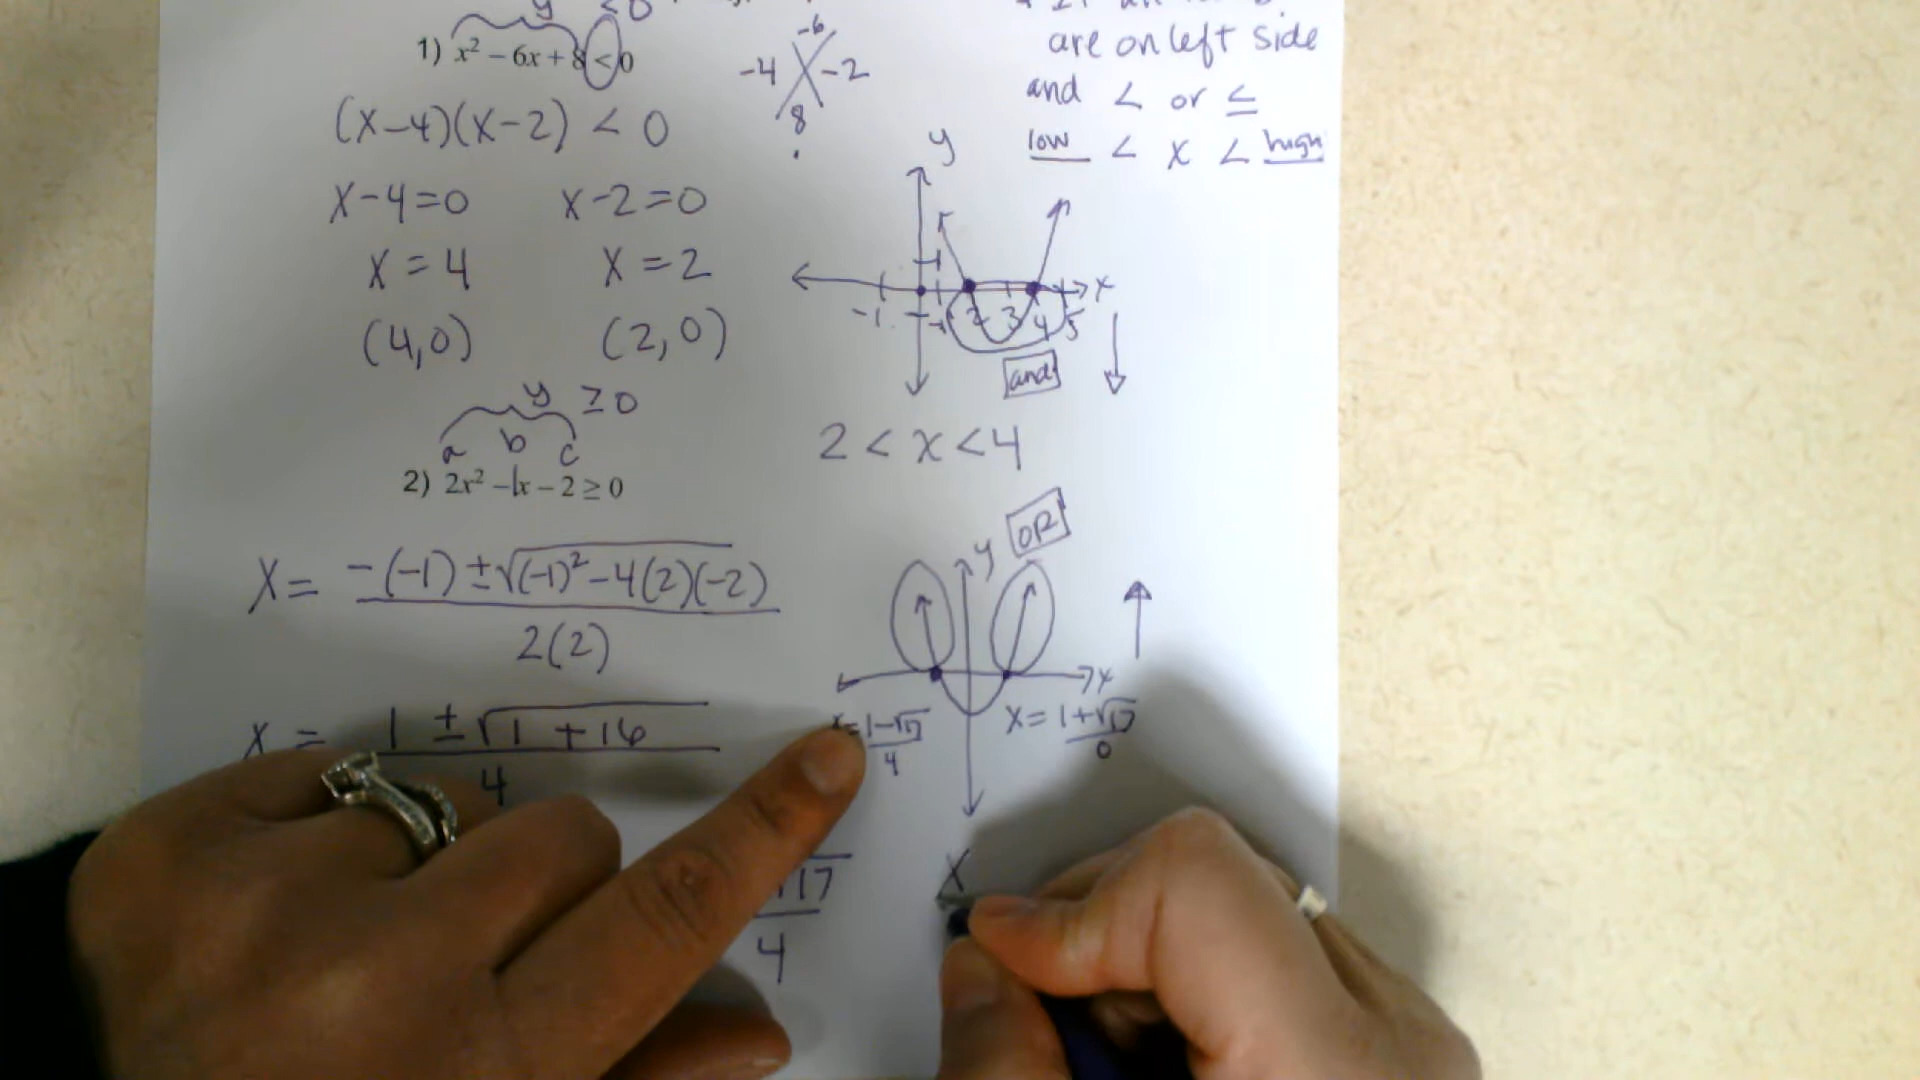 y < 0
1) x² – 6x + 8 < 0
(x-4)(x-2) < 0
x-4=0 x-2=0
x = 4 x = 2
(4,0) (2,0)
-6
-4 -2
8
are on left side
and < or ≤
low < x < high
y
x
-1 2 3 4 5
and
2 < x < 4
y ≥ 0
a b c
2) 2x² – 1x – 2 ≥ 0
x = -(-1) ± √(-1)² - 4(2)(-2)
2(2)
x = 1 ± √1 + 16
4
√17
4
OR
y
x
x = 1-√17
4
x = 1+√17
0
x